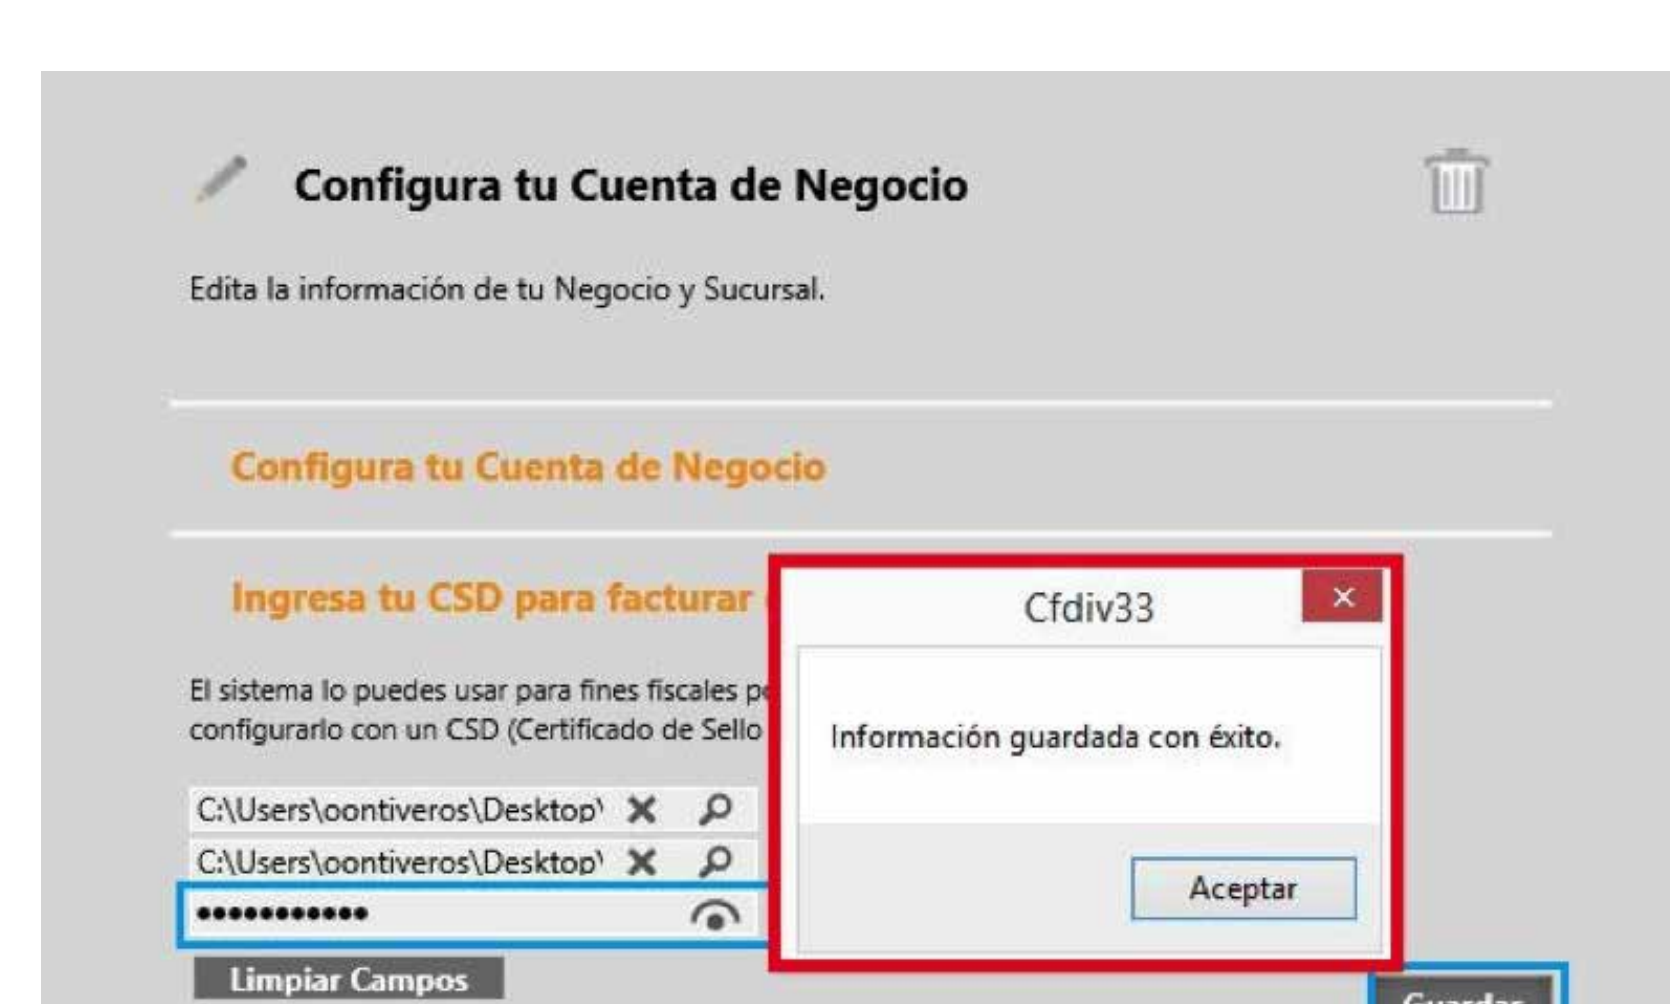 Configura tu Cuenta de Negocio
Edita la información de tu Negocio y Sucursal.
Configura tu Cuenta de Negocio
Ingresa tu CSD para facturar
El sistema lo puedes usar para fines fiscales
configurarlo con un CSD (Certificado de Sello
C:\Users\oontiveros\Desktop\
C:\Users\oontiveros\Desktop\
•••••••••••
Limpiar Campos
Cfdiv33
Información guardada con éxito.
Aceptar
Guardar